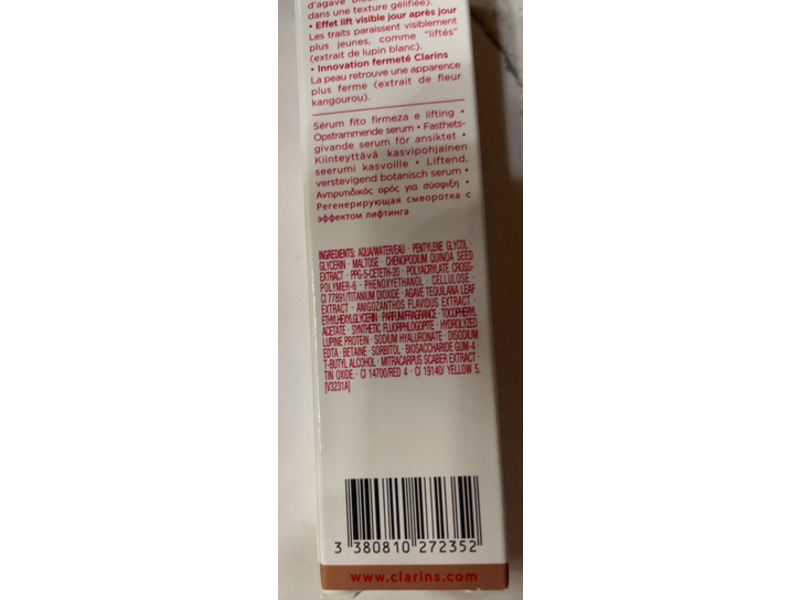 d'agave bleu
dans une texture gélifiée).
• Effet lift visible jour après jour
Les traits paraissent visiblement
plus jeunes, comme "liftés"
(extrait de lupin blanc).
• Innovation fermeté Clarins
La peau retrouve une apparence
plus ferme (extrait de fleur
kangourou).
Sérum fito firmeza e lifting •
Opstrammende serum • Fasthets-
givande serum för ansiktet •
Kiinteyttävä kasvipohjainen
seerumi kasvoille • Liftend,
verstevigend botanisch serum •
Αντιρυτιδικός ορός για σύσφιξη •
Регенерирующая сыворотка с
эффектом лифтинга
INGREDIENTS: AQUA/WATER/EAU · PENTYLENE GLYCOL ·
GLYCERIN · MALTOSE · CHENOPODIUM QUINOA SEED
EXTRACT · PPG-5-CETETH-20 · POLYACRYLATE CROSS-
POLYMER-6 · PHENOXYETHANOL · CELLULOSE ·
CI 77891/TITANIUM DIOXIDE · AGAVE TEQUILANA LEAF
EXTRACT · ANIGOZANTHOS FLAVIDUS EXTRACT ·
ETHYLHEXYLGLYCERIN · PARFUM/FRAGRANCE · TOCOPHERYL
ACETATE · SYNTHETIC FLUORPHLOGOPITE · HYDROLYZED
LUPINE PROTEIN · SODIUM HYALURONATE · DISODIUM
EDTA · BETAINE · SORBITOL · BIOSACCHARIDE GUM-4 ·
T-BUTYL ALCOHOL · MITRACARPUS SCABER EXTRACT ·
TIN OXIDE · CI 14700/RED 4 · CI 19140/ YELLOW 5.
[V3231A]
3 380810 272352
www.clarins.com